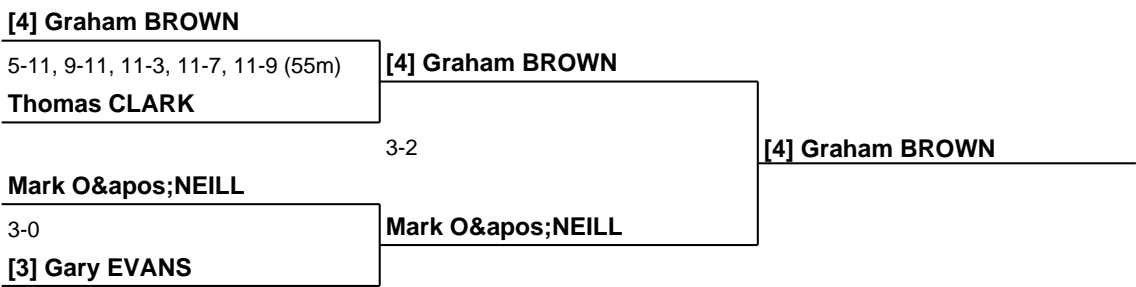 [4] Graham BROWN
5-11, 9-11, 11-3, 11-7, 11-9 (55m)
[4] Graham BROWN
Thomas CLARK
3-2
[4] Graham BROWN
Mark O&apos;NEILL
3-0
Mark O&apos;NEILL
[3] Gary EVANS